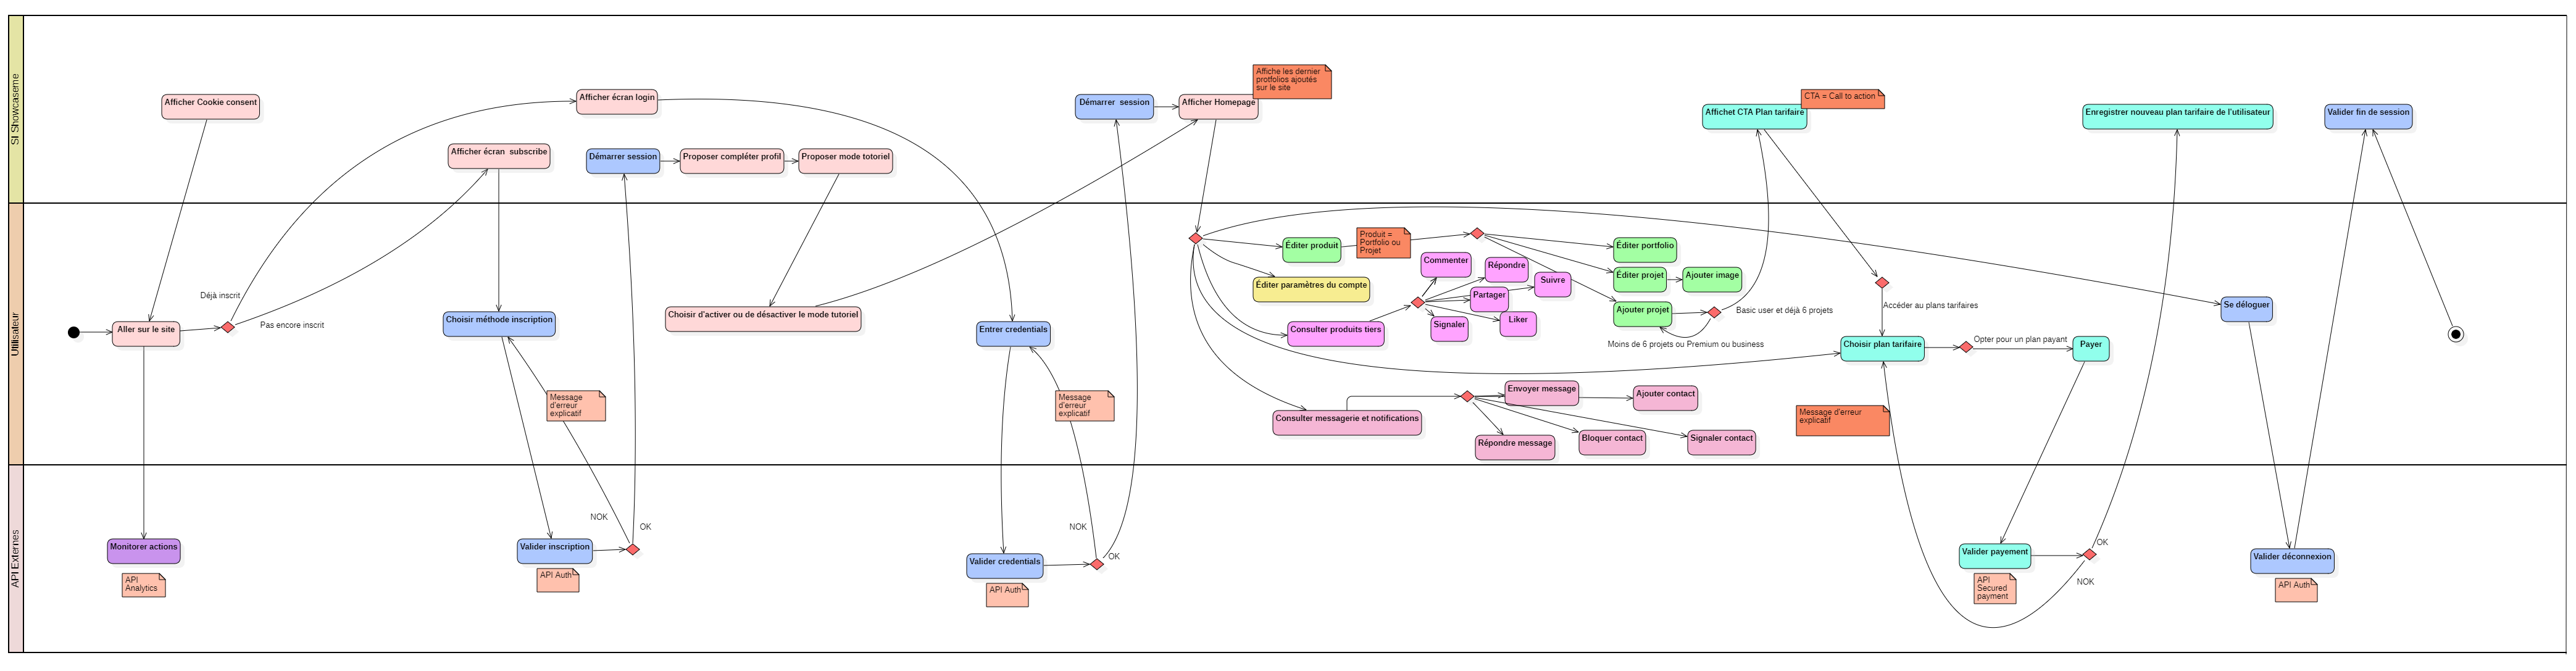 SI Showcaseme
Afficher Cookie consent
Afficher écran login
Afficher écran  subscribe
Démarrer session
Proposer compléter profil
Proposer mode totoriel
Démarrer  session
Afficher Homepage
Affiche les dernier
protfolios ajoutés
sur le site
Affichet CTA Plan tarifaire
CTA = Call to action
Enregistrer nouveau plan tarifaire de l'utilisateur
Valider fin de session
Utilisateur
Aller sur le site
Déjà inscrit
Pas encore inscrit
Choisir méthode inscription
Message
d'erreur
explicatif
Choisir d'activer ou de désactiver le mode tutoriel
Entrer credentials
Message
d'erreur
explicatif
Éditer produit
Produit =
Portfolio ou
Projet
Éditer paramètres du compte
Consulter produits tiers
Commenter
Répondre
Suivre
Partager
Signaler
Liker
Éditer portfolio
Éditer projet
Ajouter image
Ajouter projet
Basic user et déjà 6 projets
Moins de 6 projets ou Premium ou business
Consulter messagerie et notifications
Envoyer message
Ajouter contact
Répondre message
Bloquer contact
Signaler contact
Accéder au plans tarifaires
Choisir plan tarifaire
Opter pour un plan payant
Payer
Message d'erreur
explicatif
Se déloguer
API Externes
Monitorer actions
API
Analytics
Valider inscription
API Auth
NOK
OK
Valider credentials
API Auth
NOK
OK
Valider payement
API
Secured
payment
OK
NOK
Valider déconnexion
API Auth